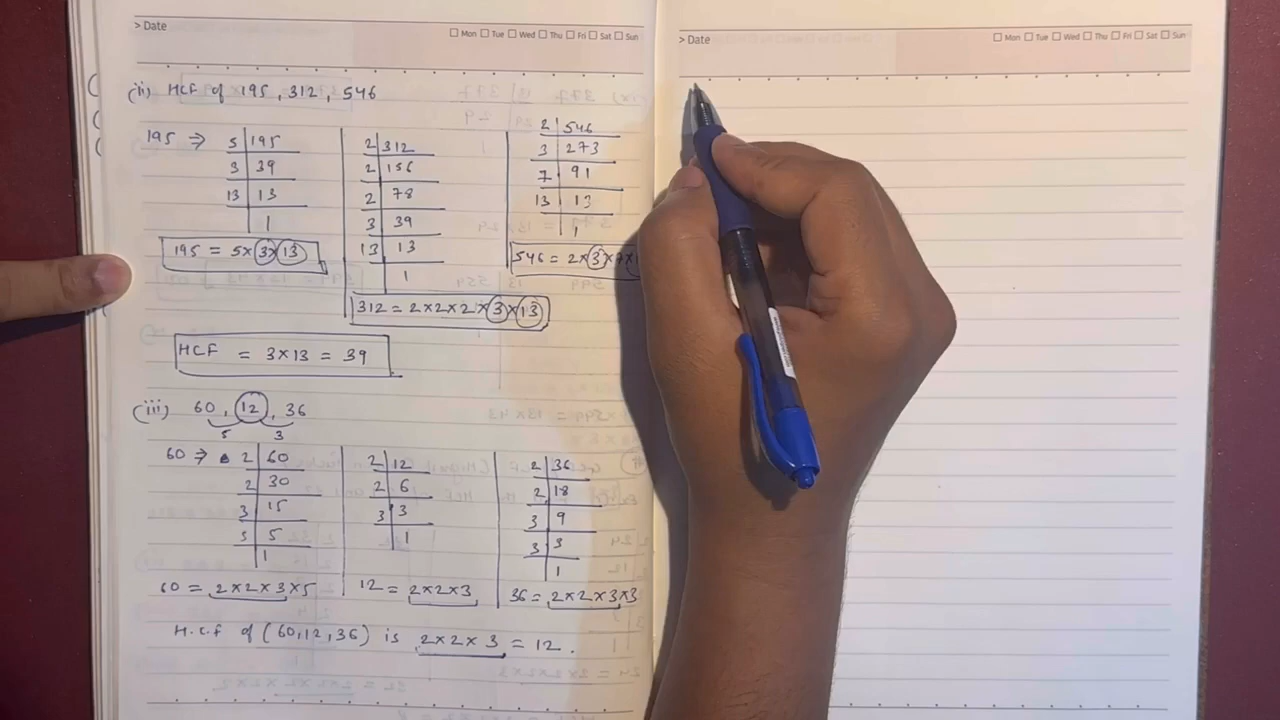 > Date
Mon Tue Wed Thu Fri Sat Sun
(ii) HCF of 195, 312, 546
195 ⇒ 5 | 195
3 | 39
13 | 13
1
195 = 5×3×13
2 | 312
2 | 156
2 | 78
3 | 39
13 | 13
1
312 = 2×2×2×3×13
2 | 546
3 | 273
7 | 91
13 | 13
1
546 = 2×3×7×
HCF = 3×13 = 39
(iii) 60, 12, 36
5 3
60 ⇒ 2 | 60
2 | 30
3 | 15
5 | 5
1
60 = 2×2×3×5
2 | 12
2 | 6
3 | 3
1
12 = 2×2×3
2 | 36
2 | 18
3 | 9
3 | 3
1
36 = 2×2×3×3
H.C.F of (60,12,36) is 2×2×3 = 12.
> Date
Mon Tue Wed Thu Fri Sat Sun